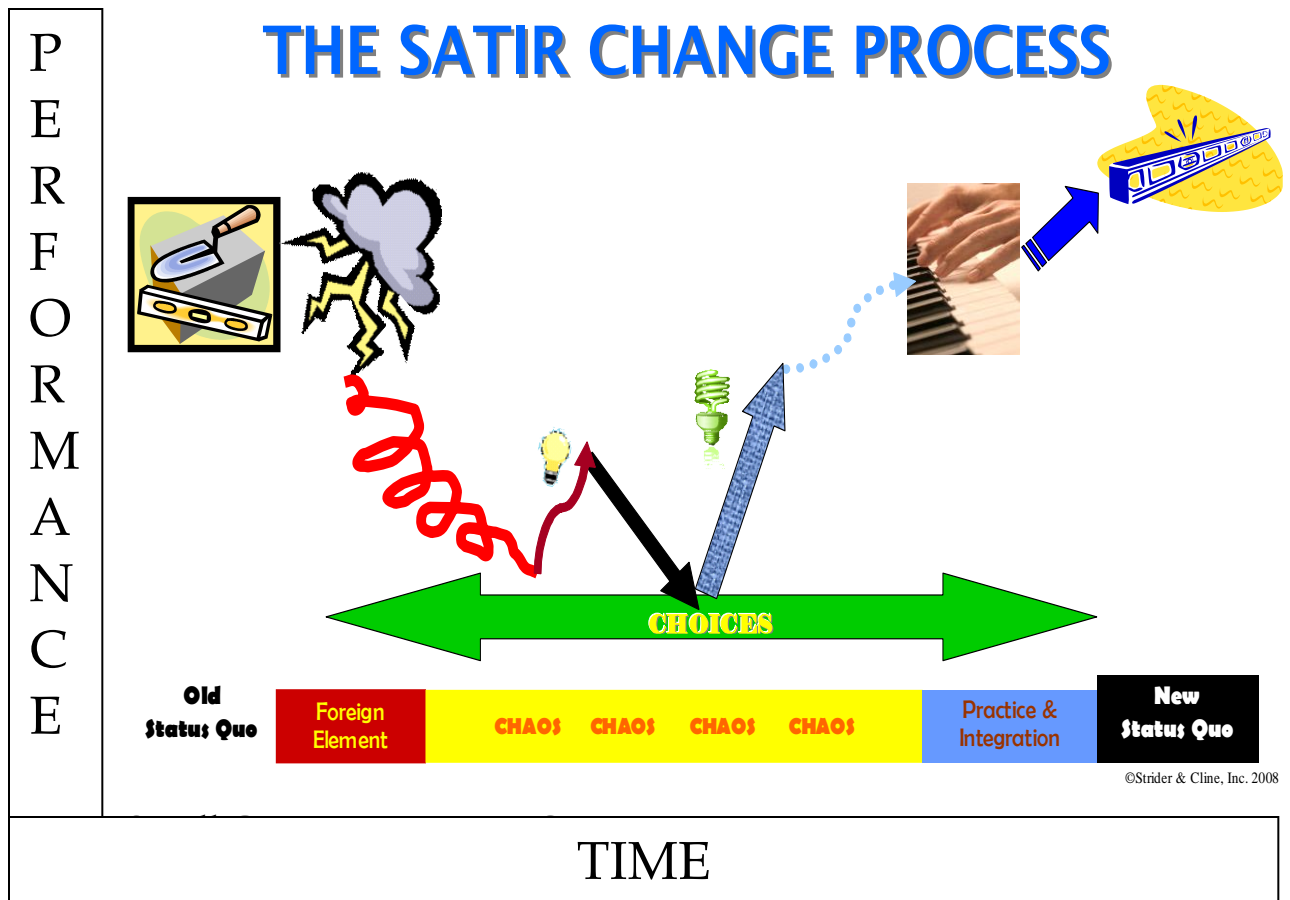 THE SATIR CHANGE PROCESS
PERFORMANCE
CHOICES
Old
Status Quo
Foreign
Element
CHAOS CHAOS CHAOS CHAOS
Practice &
Integration
New
Status Quo
©Strider & Cline, Inc. 2008
TIME